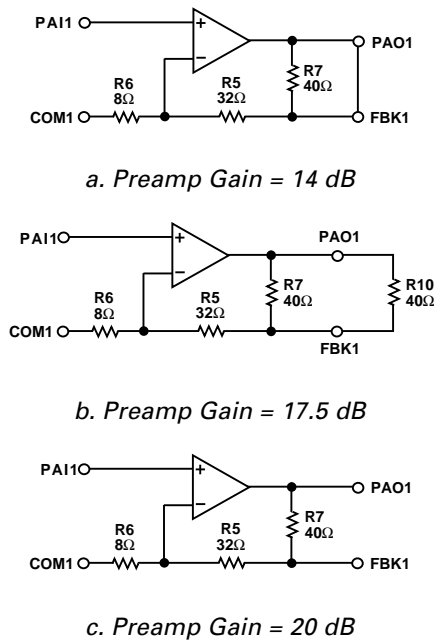 PAI1
+
−
PAO1
R7
40Ω
R6
8Ω
R5
32Ω
COM1
FBK1
a. Preamp Gain = 14 dB
PAI1
+
−
PAO1
R7
40Ω
R10
40Ω
R6
8Ω
R5
32Ω
COM1
FBK1
b. Preamp Gain = 17.5 dB
PAI1
+
−
PAO1
R7
40Ω
R6
8Ω
R5
32Ω
COM1
FBK1
c. Preamp Gain = 20 dB